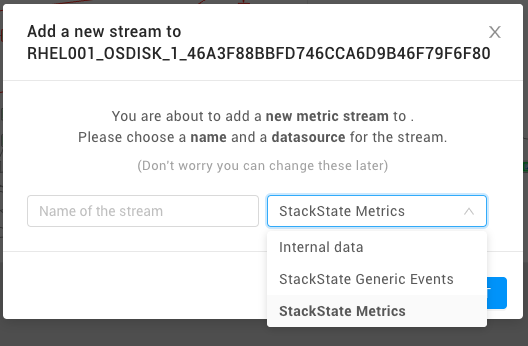 Add a new stream to
RHEL001_OSDISK_1_46A3F88BBFD746CCA6D9B46F79F6F80
You are about to add a new metric stream to .
Please choose a name and a datasource for the stream.
(Don't worry you can change these later)
Name of the stream
StackState Metrics
Internal data
StackState Generic Events
StackState Metrics